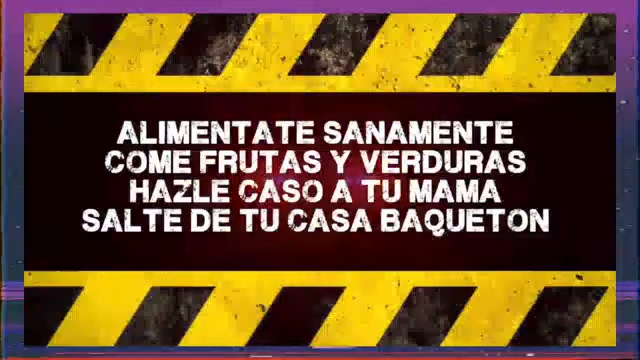 ALIMENTATE SANAMENTE
COME FRUTAS Y VERDURAS
HAZLE CASO A TU MAMA
SALTE DE TU CASA BAQUETON